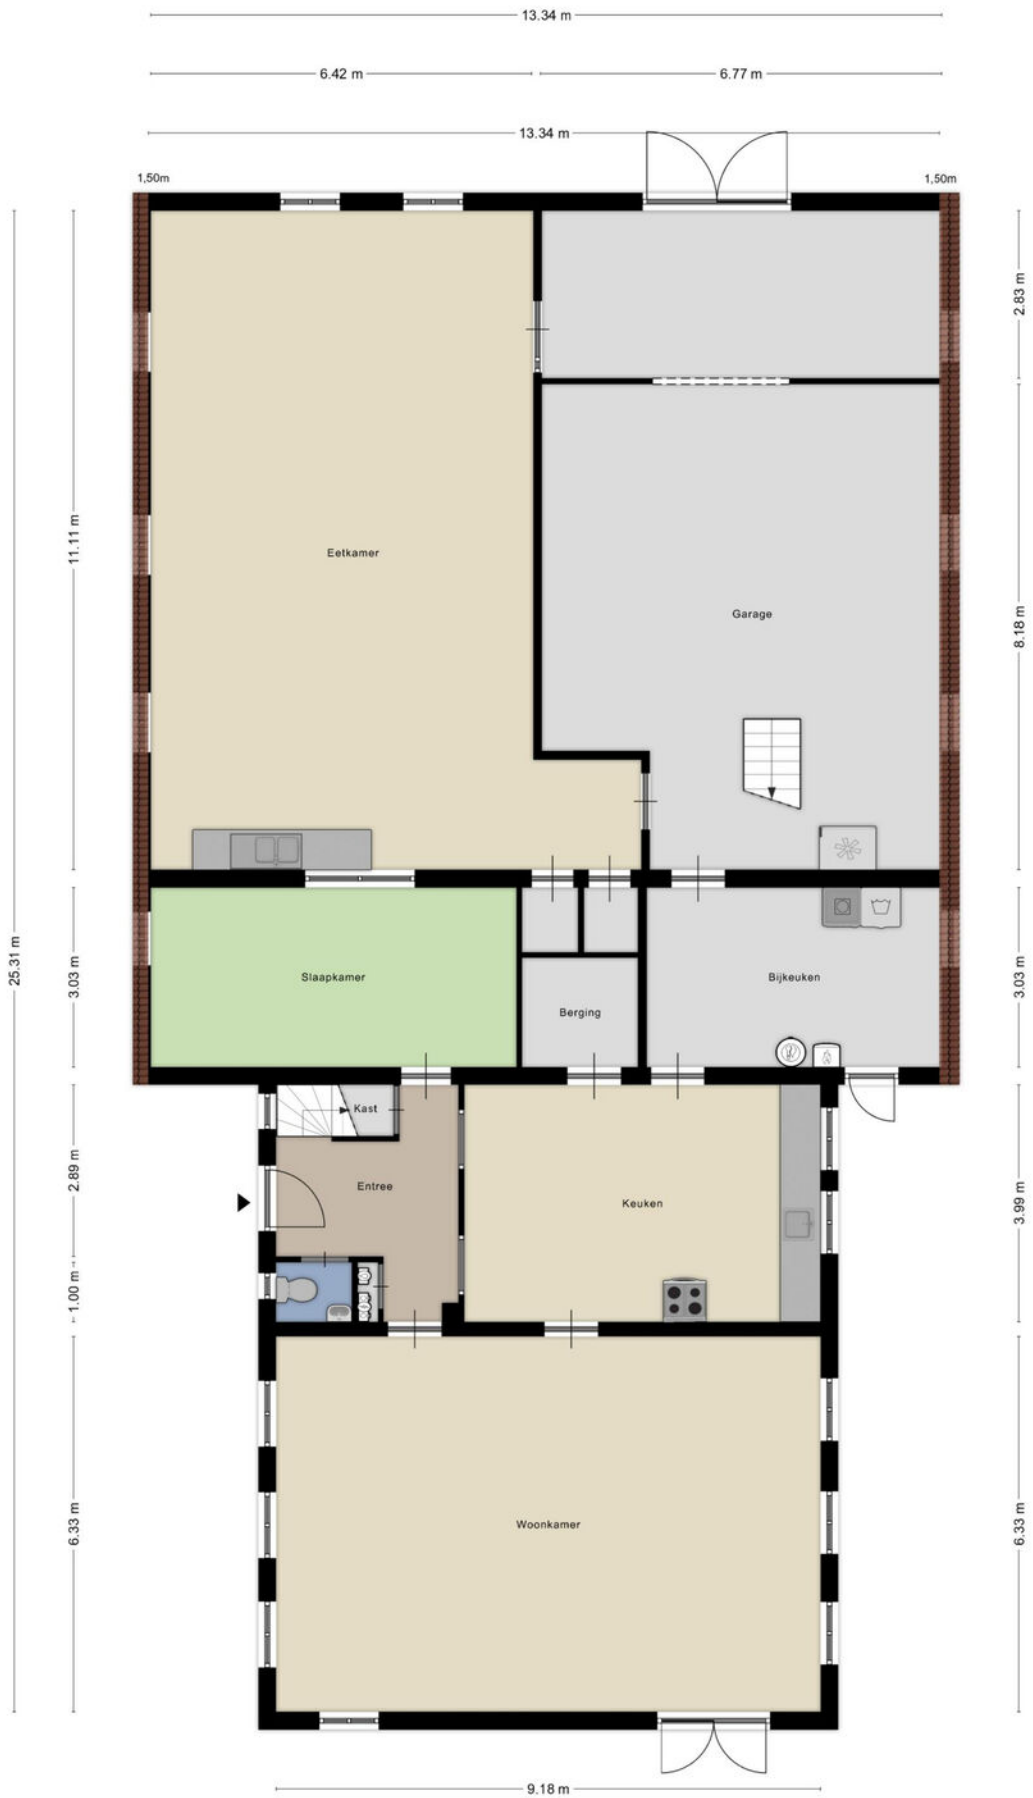 13.34 m
6.42 m
6.77 m
13.34 m
1,50m
1,50m
2.83 m
11.11 m
Eetkamer
Garage
8.18 m
25.31 m
3.03 m
Slaapkamer
Bijkeuken
3.03 m
Berging
Kast
2.89 m
Entree
Keuken
3.99 m
1.00 m
6.33 m
Woonkamer
6.33 m
9.18 m